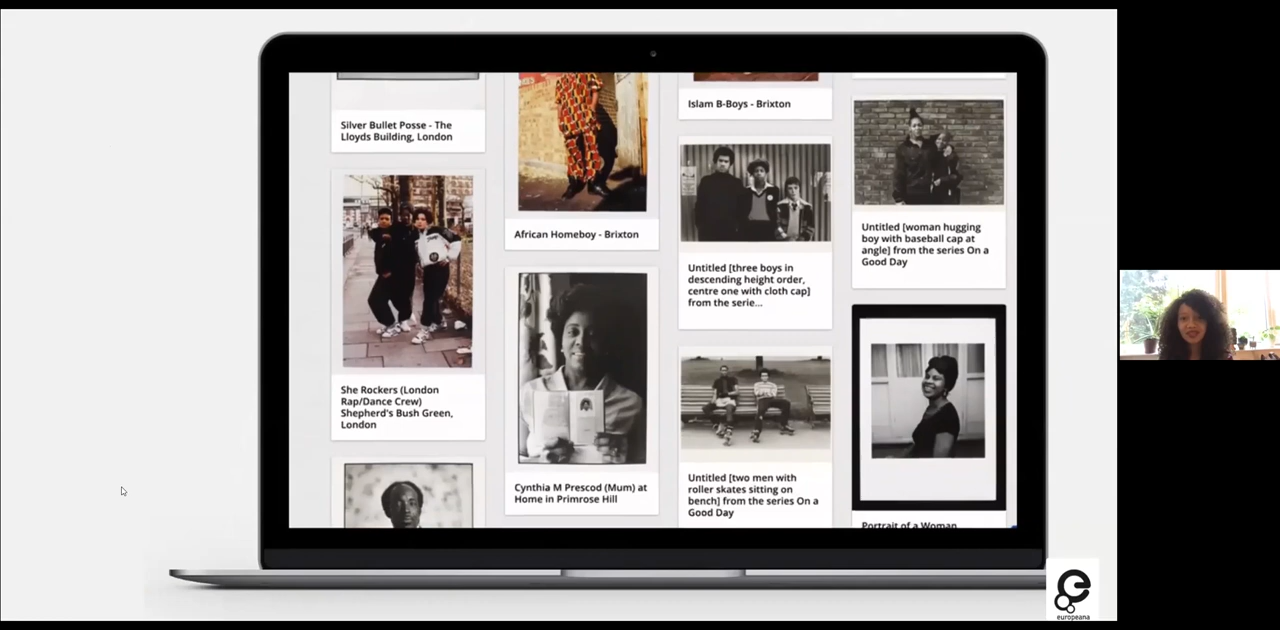 Silver Bullet Posse - The
Lloyds Building, London
She Rockers (London
Rap/Dance Crew)
Shepherd's Bush Green,
London
African Homeboy - Brixton
Cynthia M Prescod (Mum) at
Home in Primrose Hill
Islam B-Boys - Brixton
Untitled [three boys in
descending height order,
centre one with cloth cap]
from the serie...
Untitled [two men with
roller skates sitting on
bench] from the series On a
Good Day
Untitled [woman hugging
boy with baseball cap at
angle] from the series On a
Good Day
Portrait of a Woman
europeana